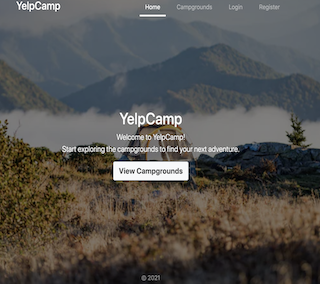 YelpCamp
Home Campgrounds Login Register
YelpCamp
Welcome to YelpCamp!
Start exploring the campgrounds to find your next adventure.
View Campgrounds
© 2021